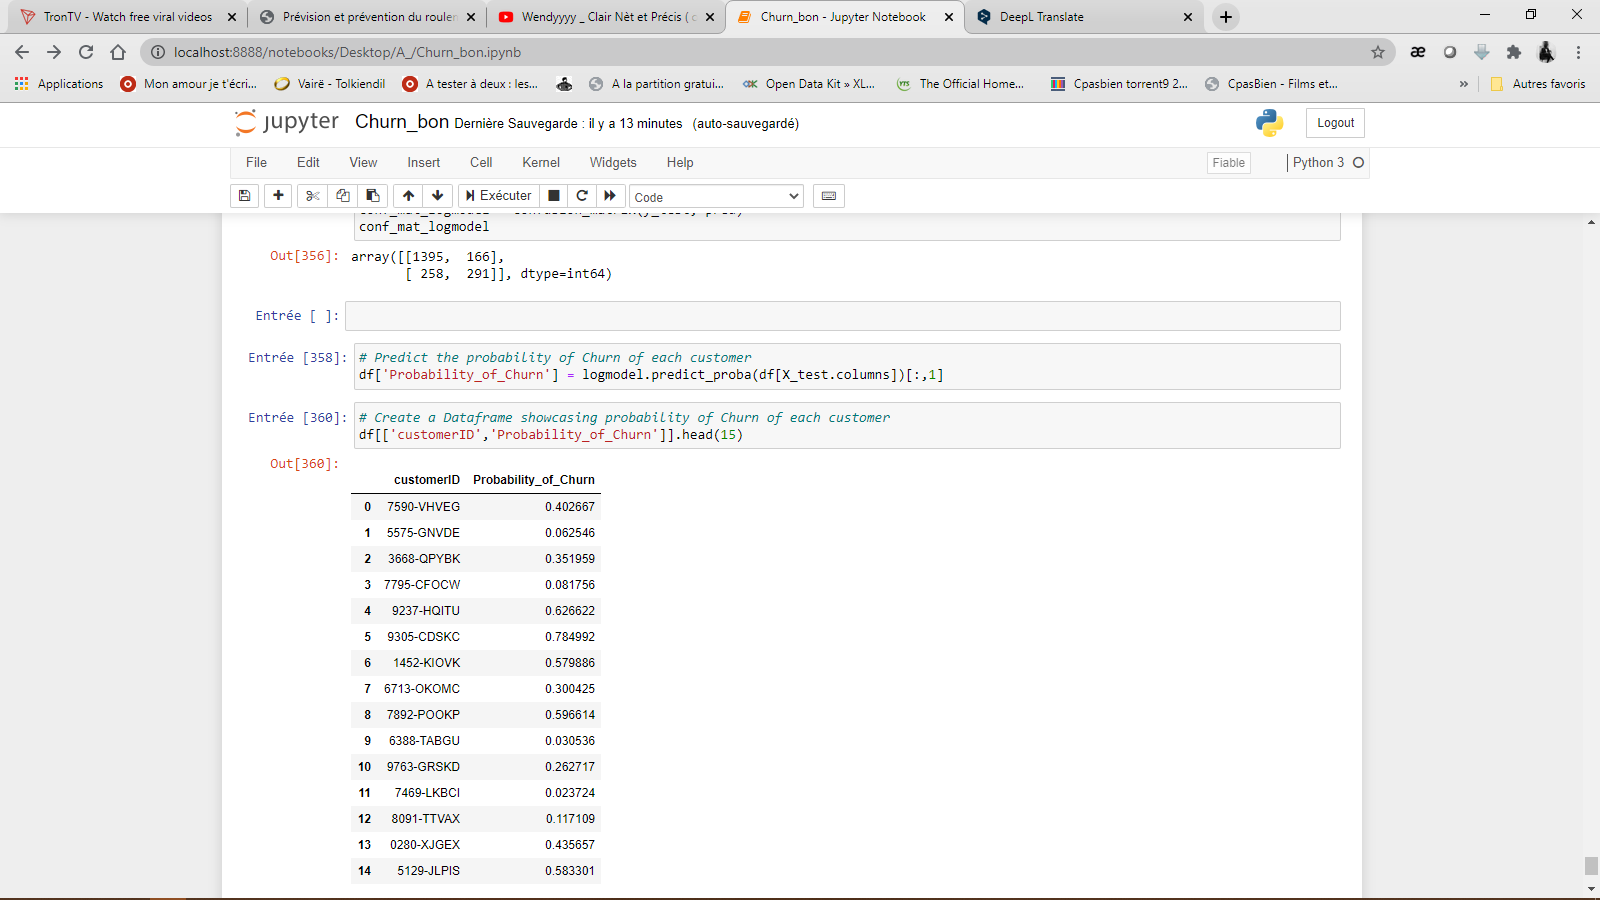 TronTV - Watch free viral videos
Prévision et prévention du rouler
Wendyyyy _ Clair Nèt et Précis ( c
Churn_bon - Jupyter Notebook
DeepL Translate
localhost:8888/notebooks/Desktop/A_/Churn_bon.ipynb
Applications
Mon amour je t'écri...
Vairë - Tolkiendil
A tester à deux : les...
A la partition gratui...
Open Data Kit » XL...
The Official Home...
Cpasbien torrent9 2...
CpasBien - Films et...
»
Autres favoris
jupyter Churn_bon Dernière Sauvegarde : il y a 13 minutes (auto-sauvegardé)
Logout
File Edit View Insert Cell Kernel Widgets Help
Fiable
Python 3
Exécuter
Code
conf_mat_logmodel = confusion_matrix(y_test, pred)
conf_mat_logmodel
Out[356]: array([[1395, 166],
[ 258, 291]], dtype=int64)
Entrée [ ]:
Entrée [358]: # Predict the probability of Churn of each customer
df['Probability_of_Churn'] = logmodel.predict_proba(df[X_test.columns])[:,1]
Entrée [360]: # Create a Dataframe showcasing probability of Churn of each customer
df[['customerID','Probability_of_Churn']].head(15)
Out[360]:
customerID Probability_of_Churn
0 7590-VHVEG 0.402667
1 5575-GNVDE 0.062546
2 3668-QPYBK 0.351959
3 7795-CFOCW 0.081756
4 9237-HQITU 0.626622
5 9305-CDSKC 0.784992
6 1452-KIOVK 0.579886
7 6713-OKOMC 0.300425
8 7892-POOKP 0.596614
9 6388-TABGU 0.030536
10 9763-GRSKD 0.262717
11 7469-LKBCI 0.023724
12 8091-TTVAX 0.117109
13 0280-XJGEX 0.435657
14 5129-JLPIS 0.583301